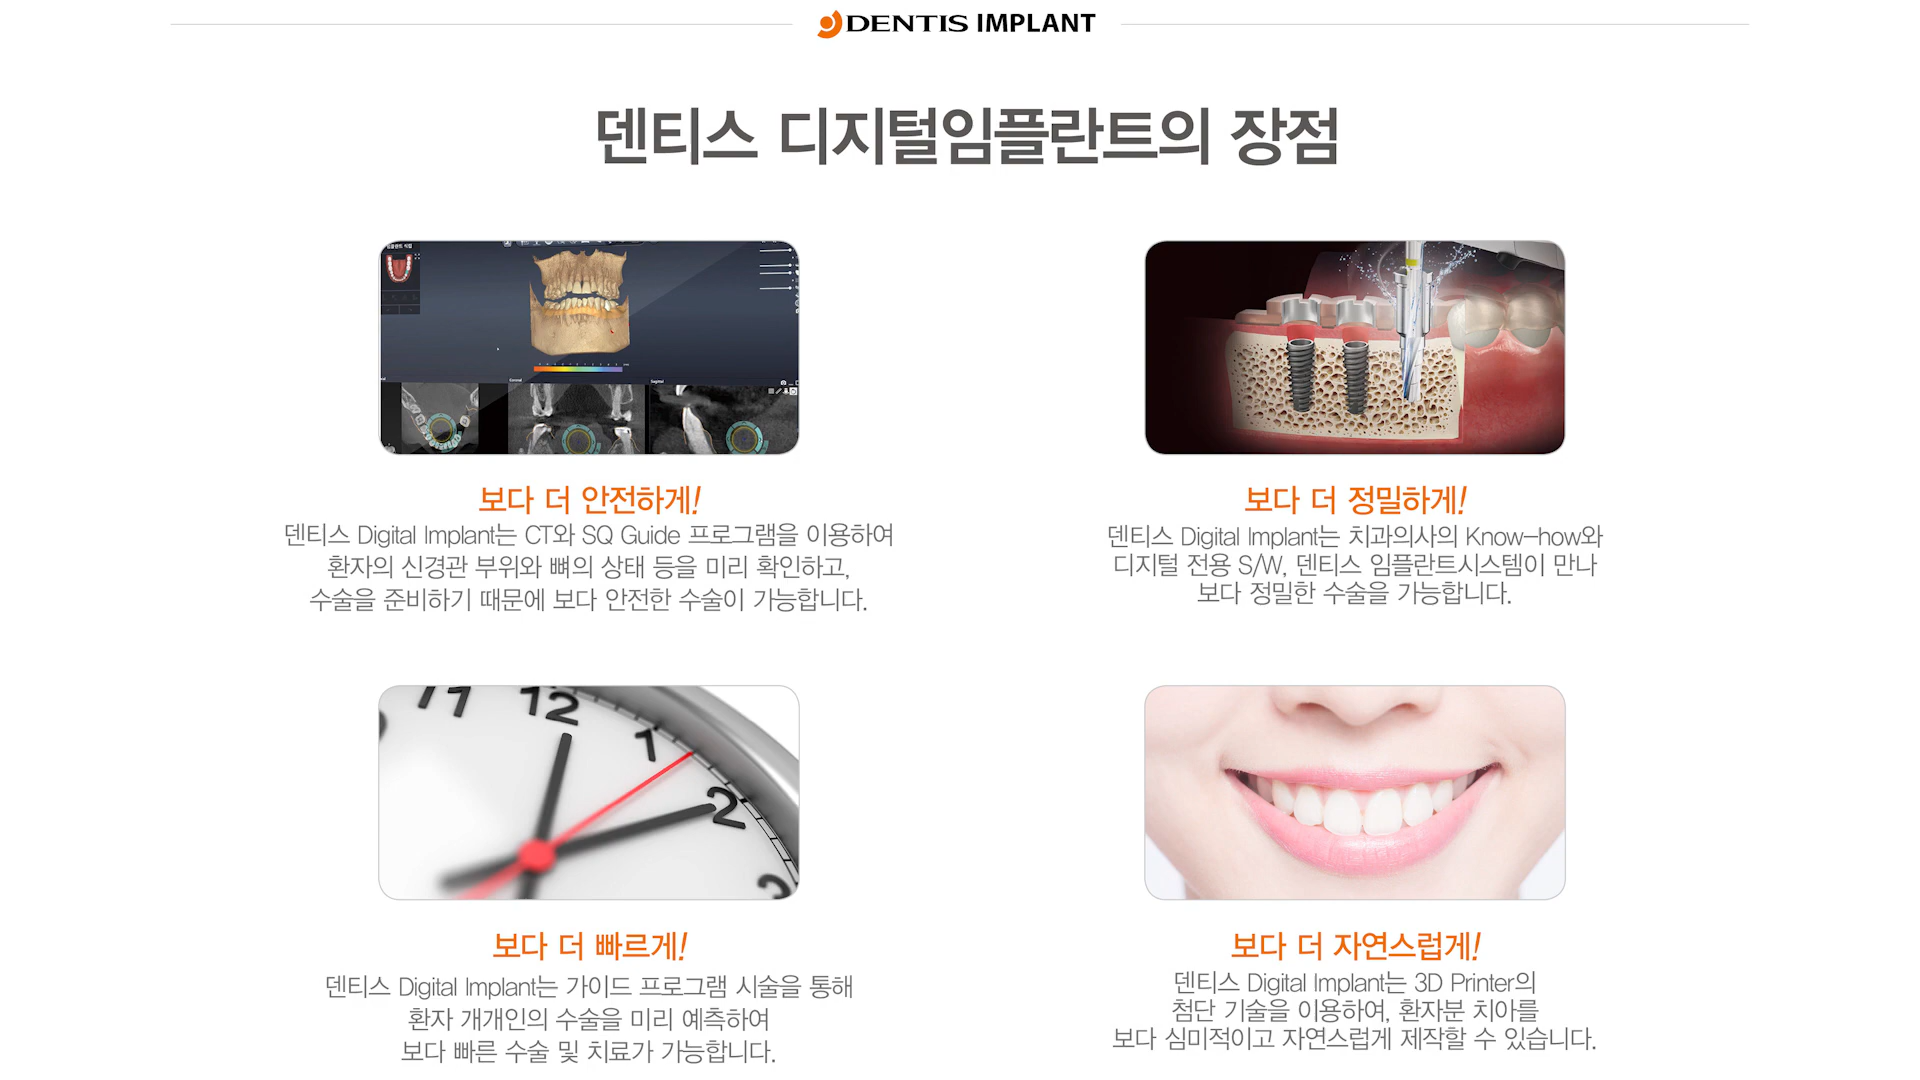 DENTIS IMPLANT
덴티스 디지털임플란트의 장점
보다 더 안전하게!
덴티스 Digital Implant는 CT와 SQ Guide 프로그램을 이용하여
환자의 신경관 부위와 뼈의 상태 등을 미리 확인하고,
수술을 준비하기 때문에 보다 안전한 수술이 가능합니다.
보다 더 정밀하게!
덴티스 Digital Implant는 치과의사의 Know-how와
디지털 전용 S/W, 덴티스 임플란트시스템이 만나
보다 정밀한 수술을 가능합니다.
11
12
1
2
3
보다 더 빠르게!
덴티스 Digital Implant는 가이드 프로그램 시술을 통해
환자 개개인의 수술을 미리 예측하여
보다 빠른 수술 및 치료가 가능합니다.
보다 더 자연스럽게!
덴티스 Digital Implant는 3D Printer의
첨단 기술을 이용하여, 환자분 치아를
보다 심미적이고 자연스럽게 제작할 수 있습니다.